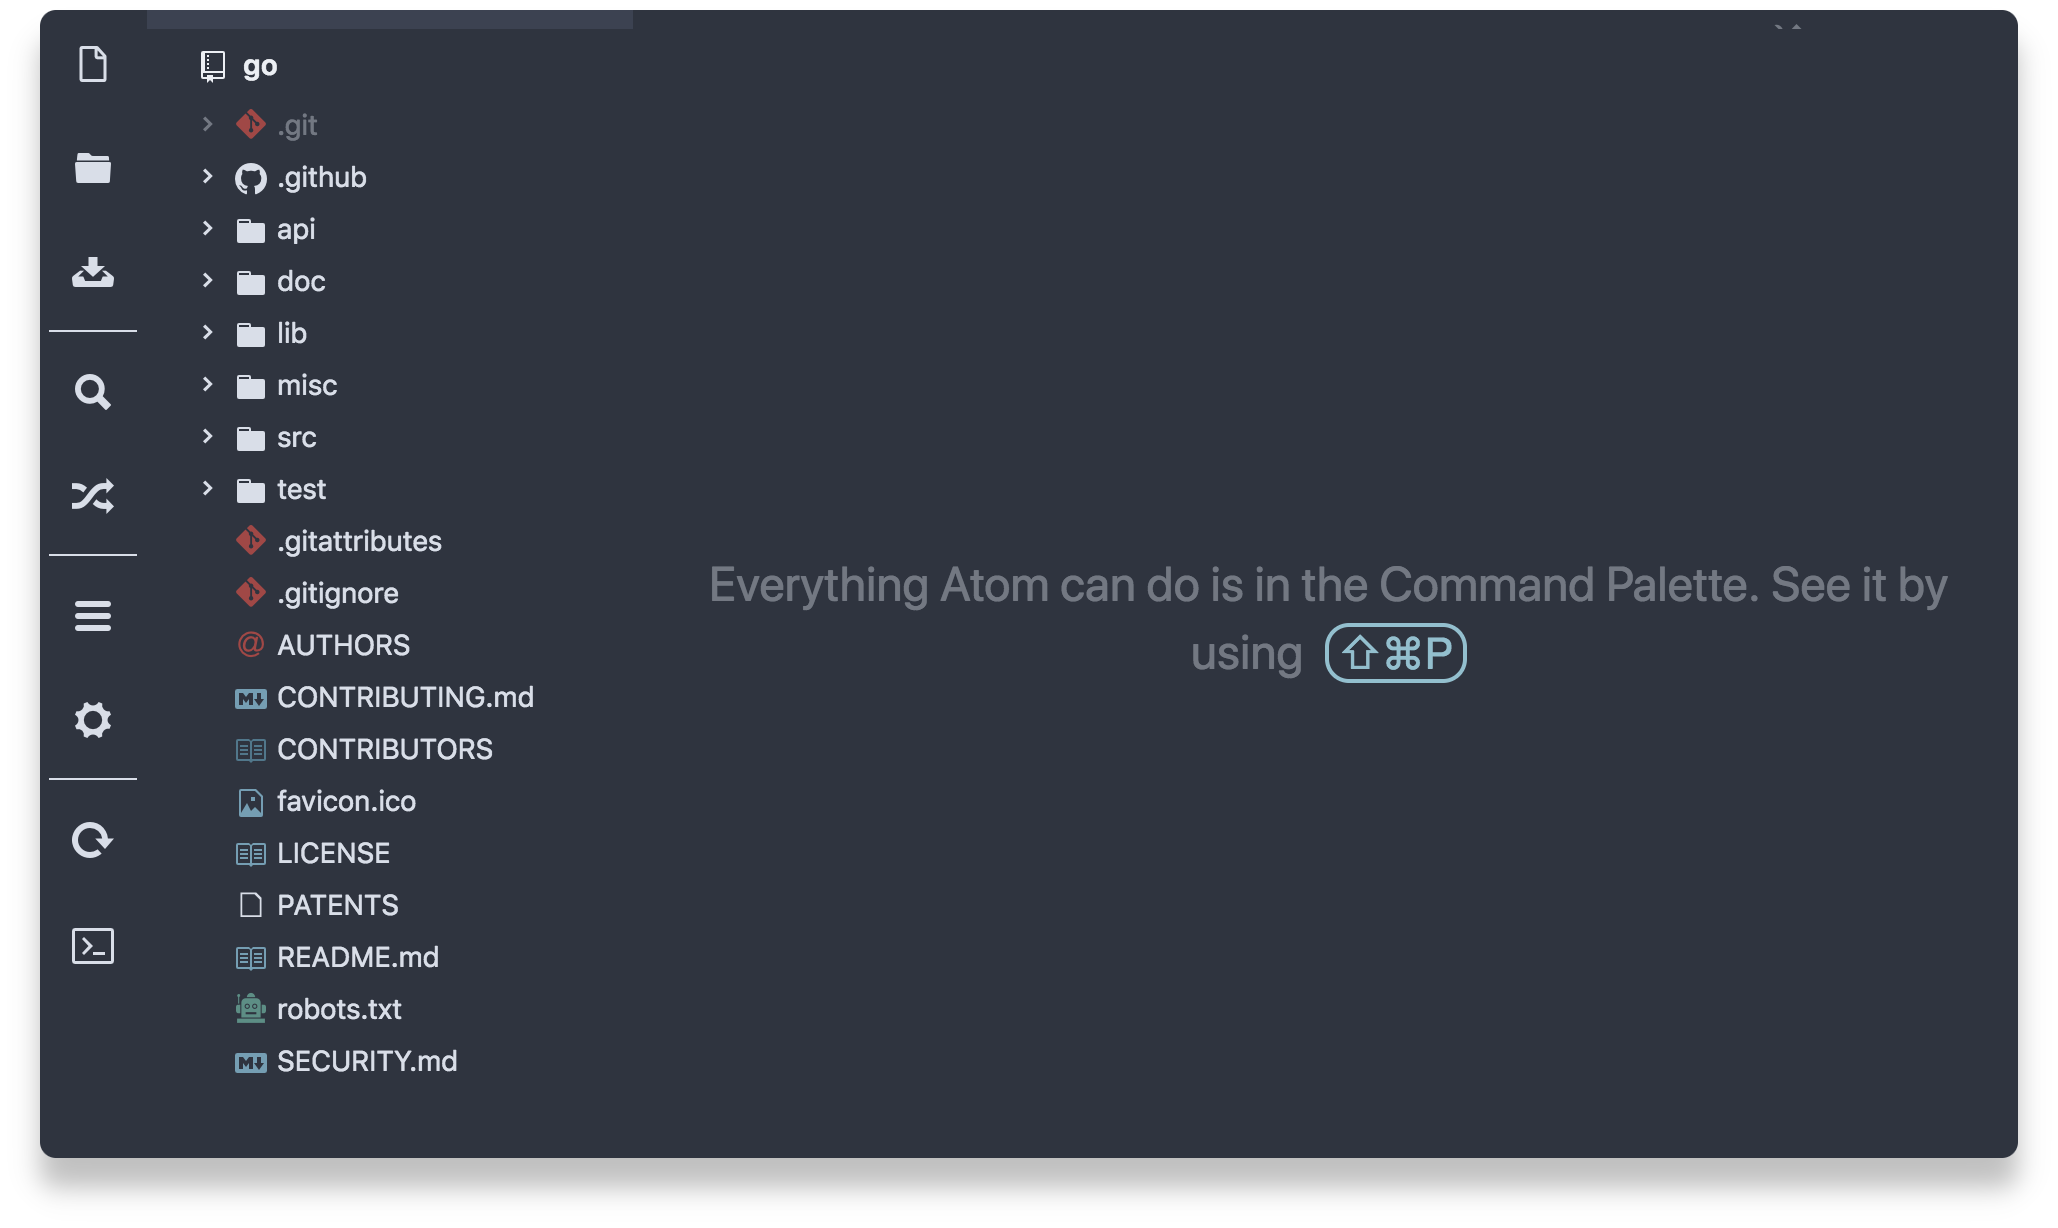 go
.git
.github
api
doc
lib
misc
src
test
.gitattributes
.gitignore
AUTHORS
CONTRIBUTING.md
CONTRIBUTORS
favicon.ico
LICENSE
PATENTS
README.md
robots.txt
SECURITY.md
Everything Atom can do is in the Command Palette. See it by
using ⇧⌘P